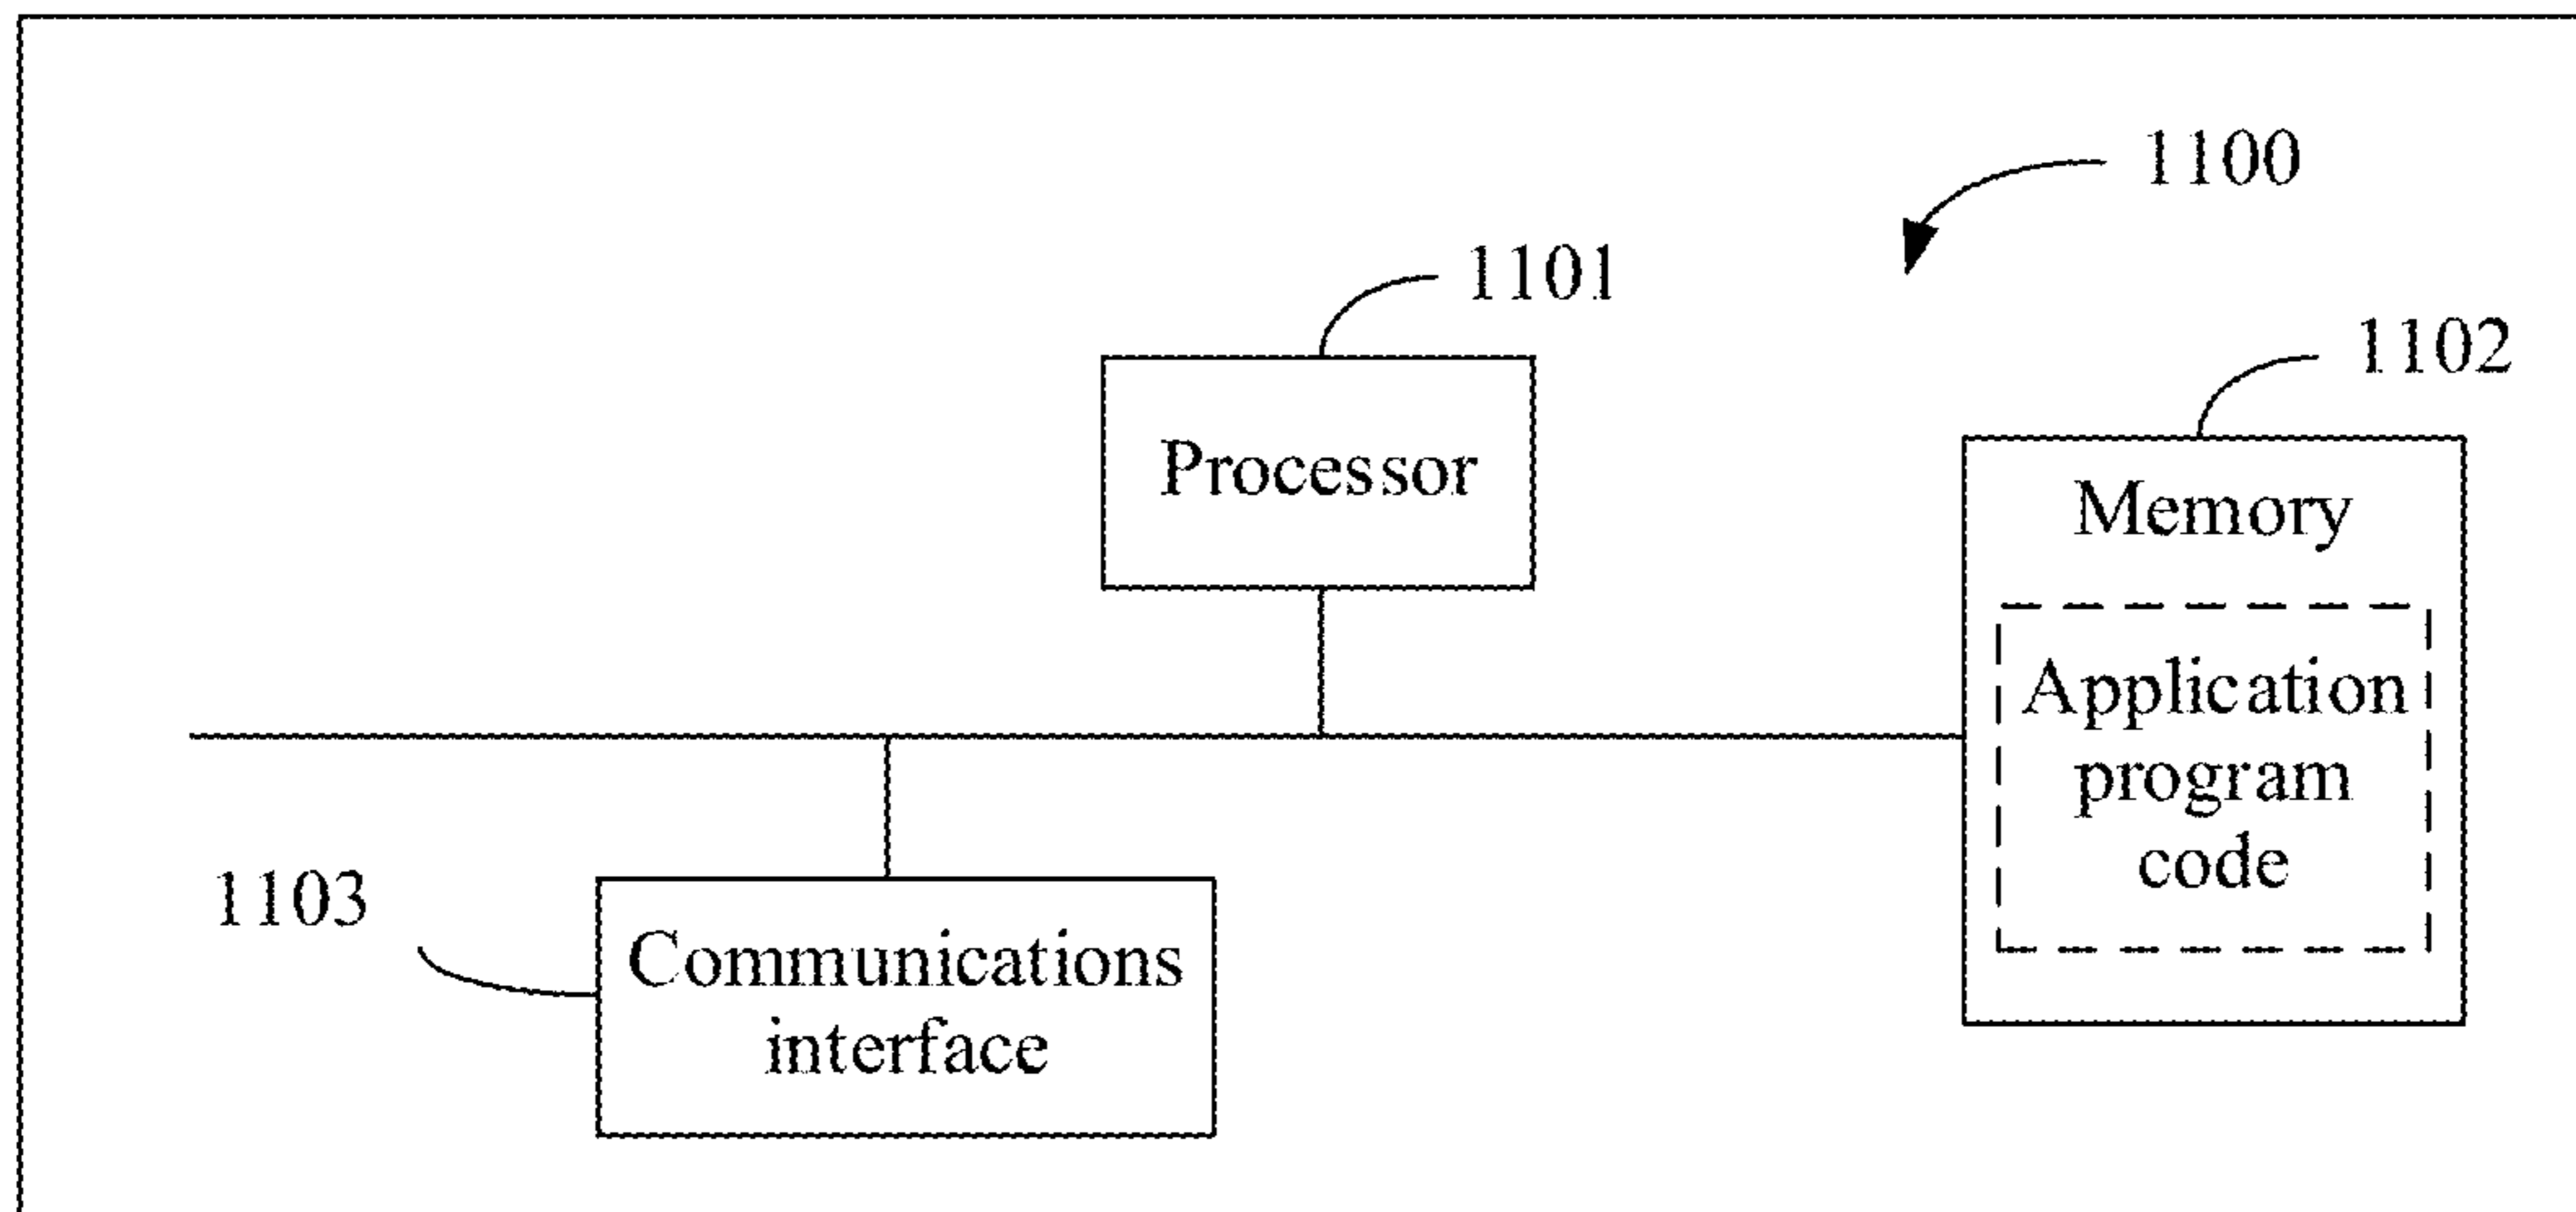 1100
1101
1102
Processor
Memory
Application
program
code
1103
Communications
interface